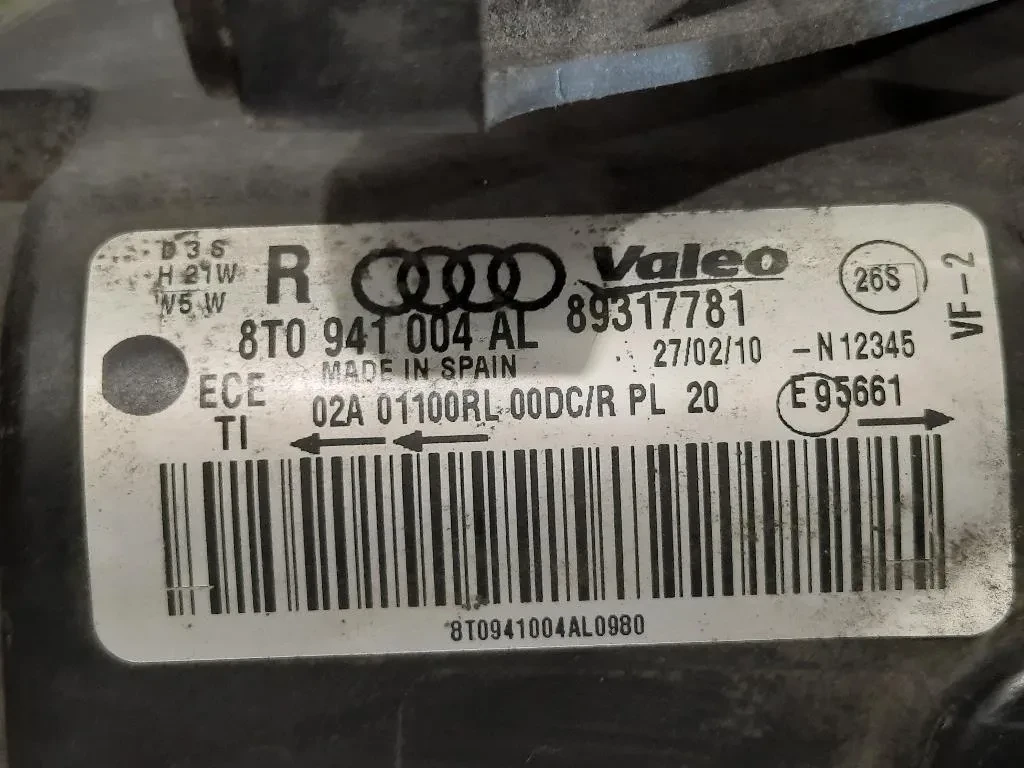 D3S
H 21W
W5W
R
Valeo
26S
VF-2
8T0 941 004 AL
89317781
MADE IN SPAIN
27/02/10 -N12345
ECE
TI
02A 01100RL 00DC/R PL 20
E9 5661
8T0941004AL0980